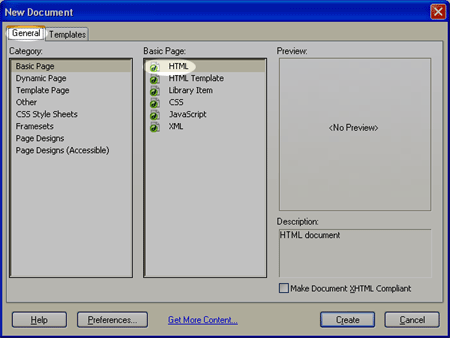 New Document
General Templates
Category:
Basic Page
Dynamic Page
Template Page
Other
CSS Style Sheets
Framesets
Page Designs
Page Designs (Accessible)
Basic Page:
HTML
HTML Template
Library Item
CSS
JavaScript
XML
Preview:
<No Preview>
Description:
HTML document
Make Document XHTML Compliant
Help Preferences... Get More Content... Create Cancel